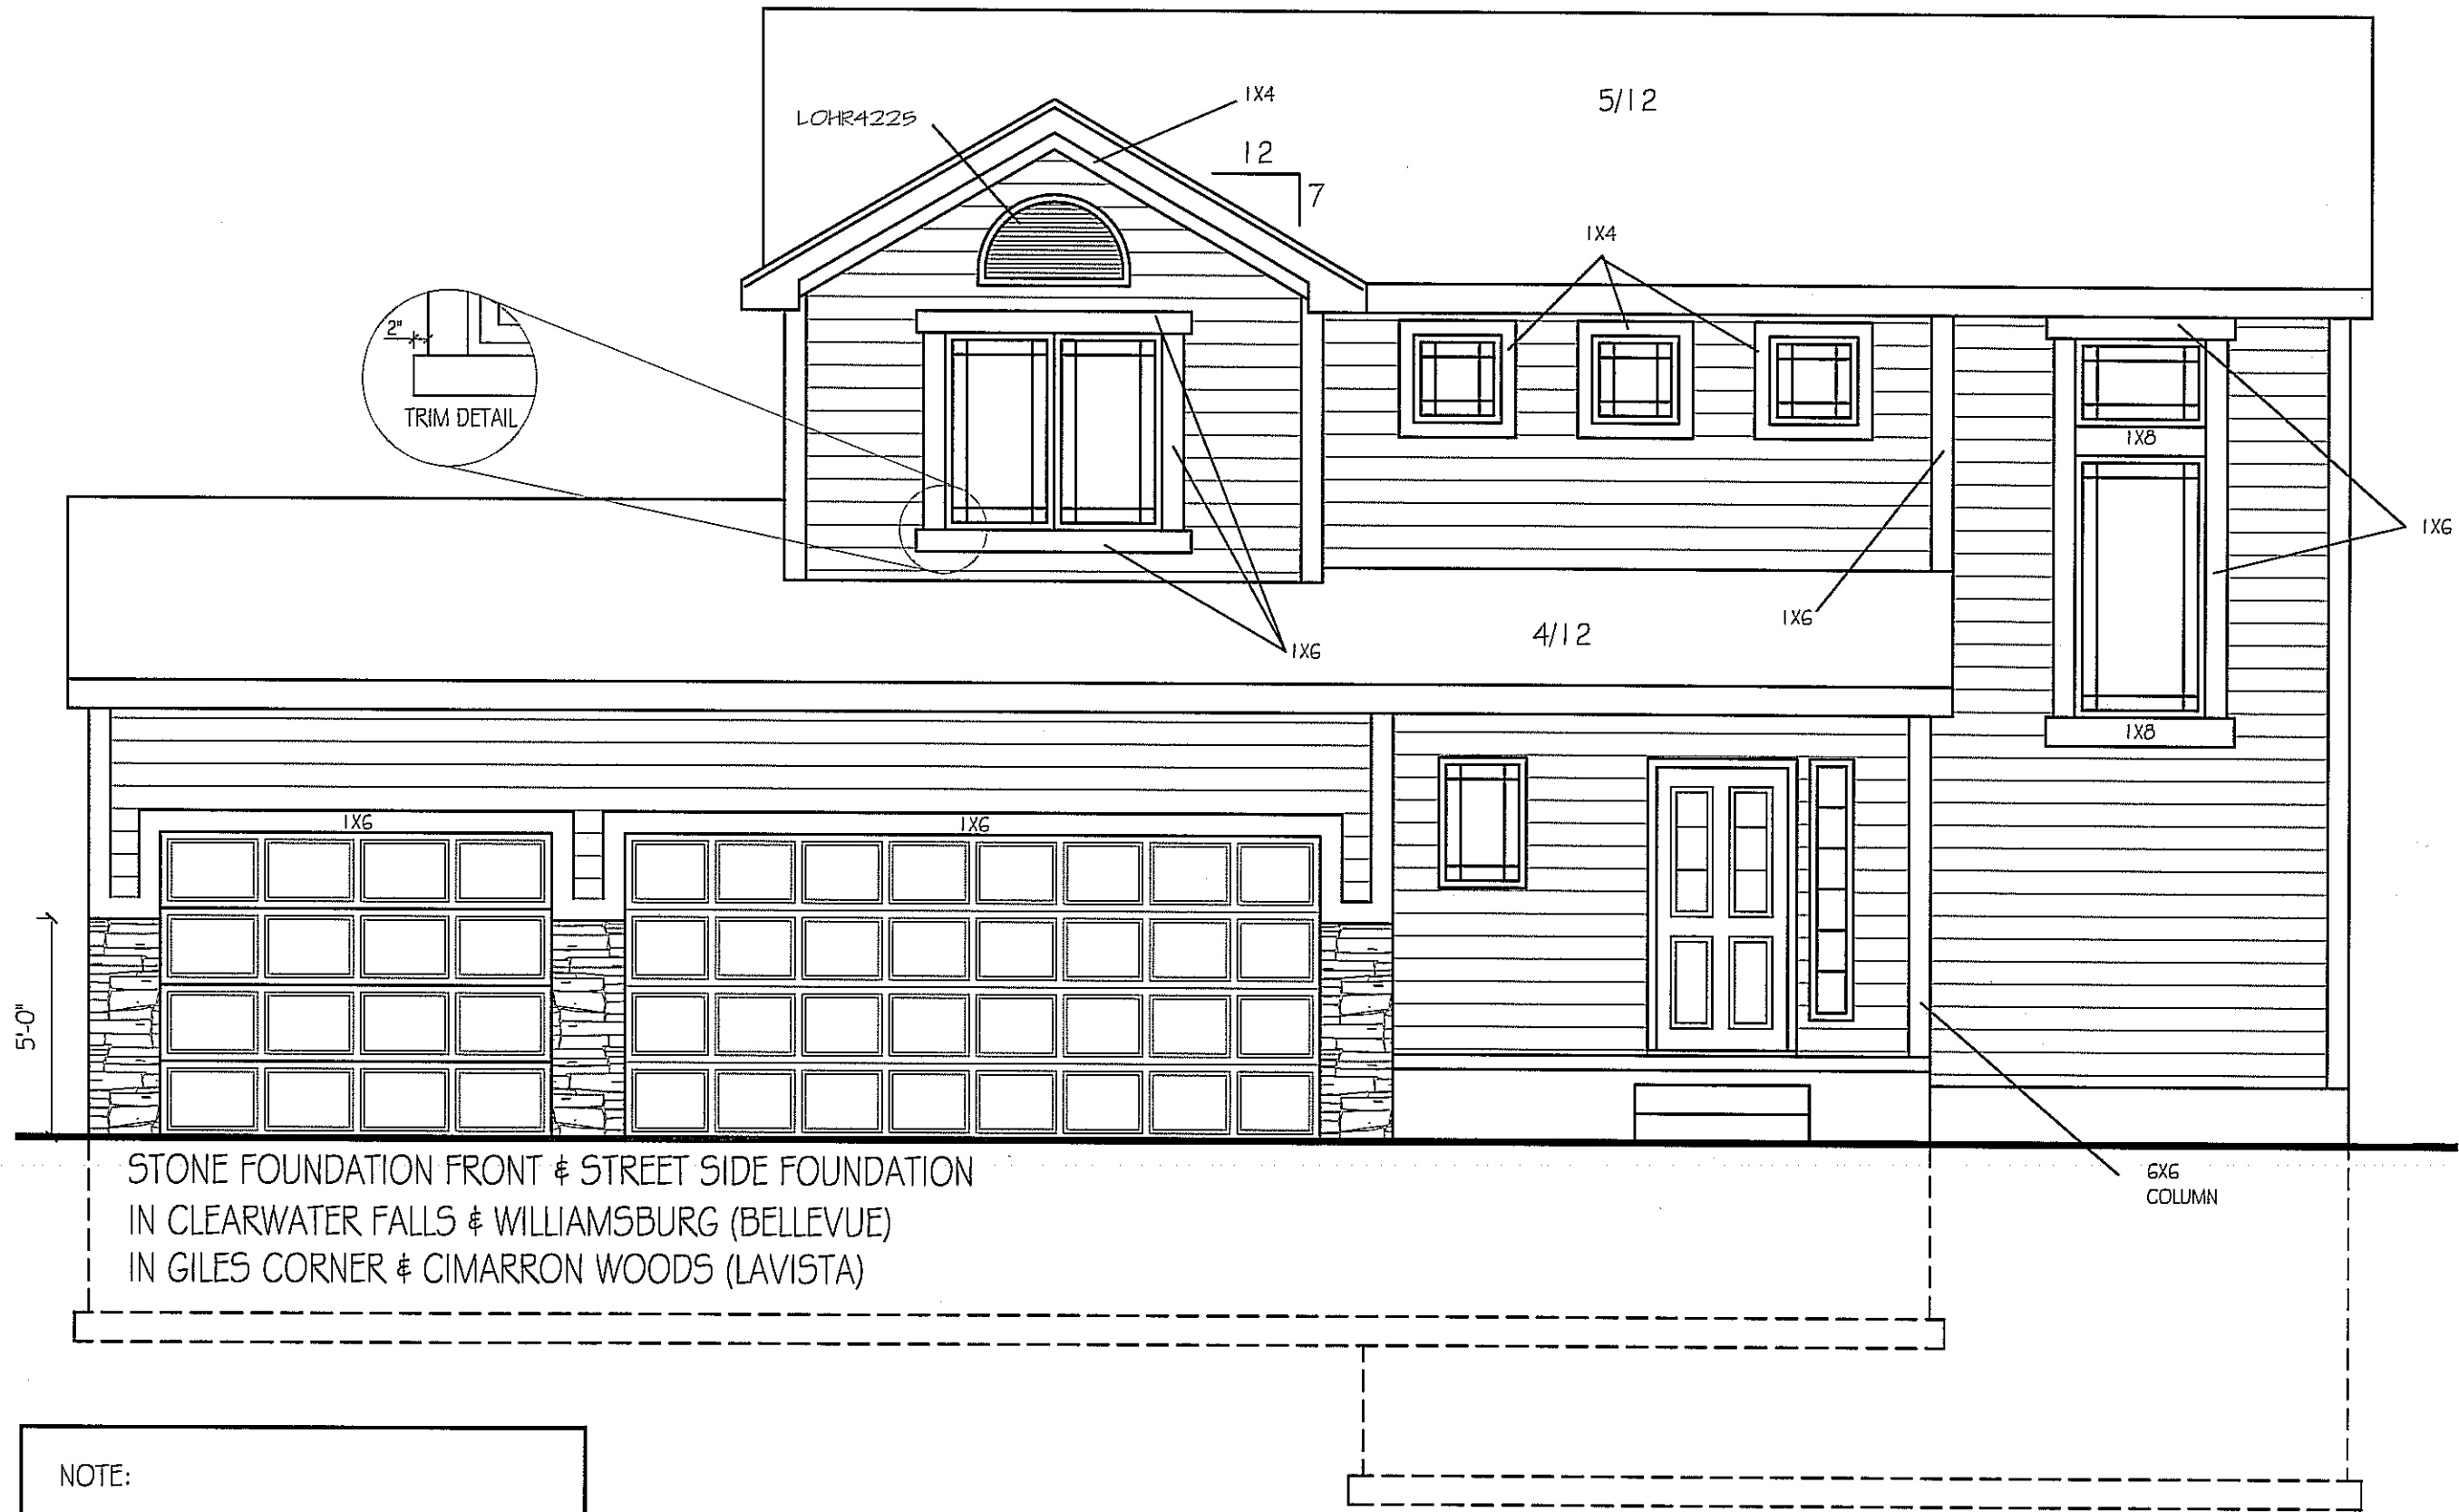 LOHR4225
1X4
5/12
12
7
1X4
2"
TRIM DETAIL
1X8
1X6
1X6
4/12
1X6
1X8
1X6
1X6
5'-0"
STONE FOUNDATION FRONT & STREET SIDE FOUNDATION
IN CLEARWATER FALLS & WILLIAMSBURG (BELLEVUE)
IN GILES CORNER & CIMARRON WOODS (LAVISTA)
6X6
COLUMN
NOTE: